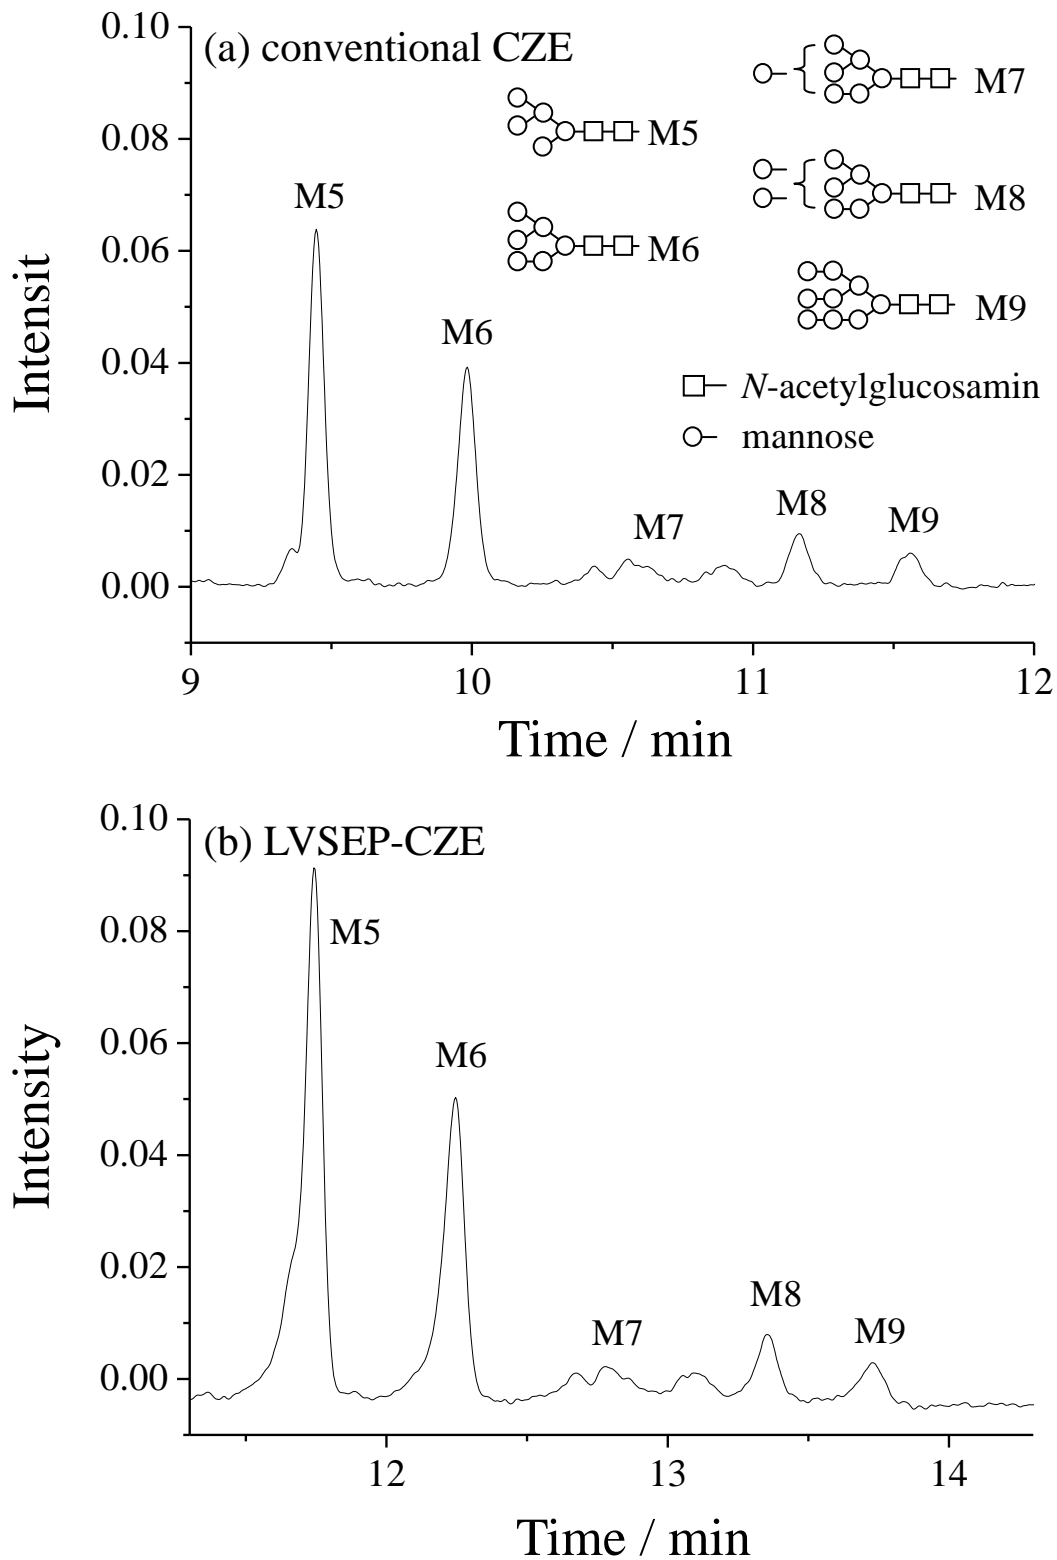 0.10
(a) conventional CZE
M7
0.08
M5
M5
M8
0.06
M6
M6
M9
0.04
N-acetylglucosamin
mannose
0.02
M7
M8
M9
0.00
Intensit
9 10 11 12
Time / min
0.10
(b) LVSEP-CZE
M5
0.08
0.06
M6
0.04
0.02
M7
M8
M9
0.00
Intensity
12 13 14
Time / min